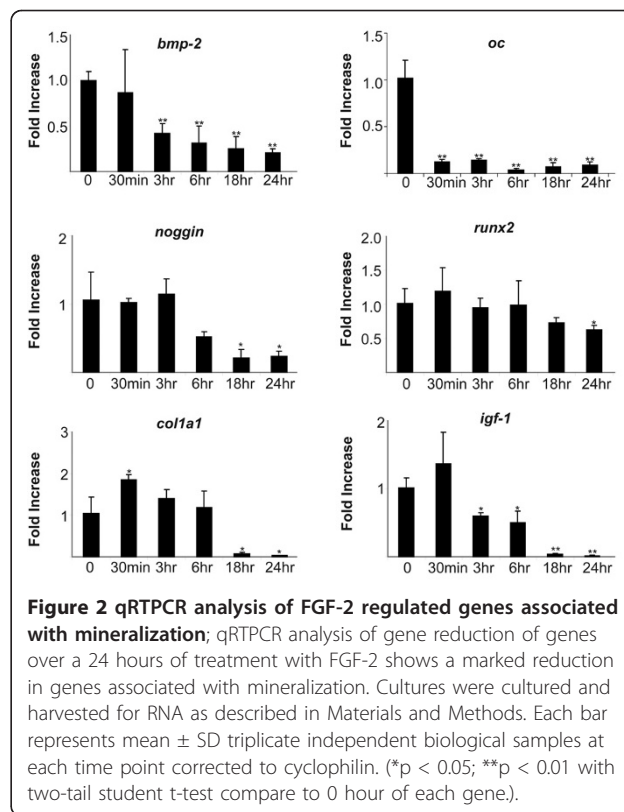 bmp-2
Fold Increase
1.0
0.5
** ** ** **
0 30min 3hr 6hr 18hr 24hr
oc
Fold Increase
1.5
1.0
0.5
** ** ** ** **
0 30min 3hr 6hr 18hr 24hr
noggin
Fold Increase
2
1
* *
0 30min 3hr 6hr 18hr 24hr
runx2
Fold Increase
2.0
1.5
1.0
0.5
*
0 30min 3hr 6hr 18hr 24hr
col1a1
Fold Increase
3
2
1
* * *
0 30min 3hr 6hr 18hr 24hr
igf-1
Fold Increase
2
1
* * ** **
0 30min 3hr 6hr 18hr 24hr
Figure 2 qRTPCR analysis of FGF-2 regulated genes associated
with mineralization; qRTPCR analysis of gene reduction of genes
over a 24 hours of treatment with FGF-2 shows a marked reduction
in genes associated with mineralization. Cultures were cultured and
harvested for RNA as described in Materials and Methods. Each bar
represents mean ± SD triplicate independent biological samples at
each time point corrected to cyclophilin. (*p < 0.05; **p < 0.01 with
two-tail student t-test compare to 0 hour of each gene.).